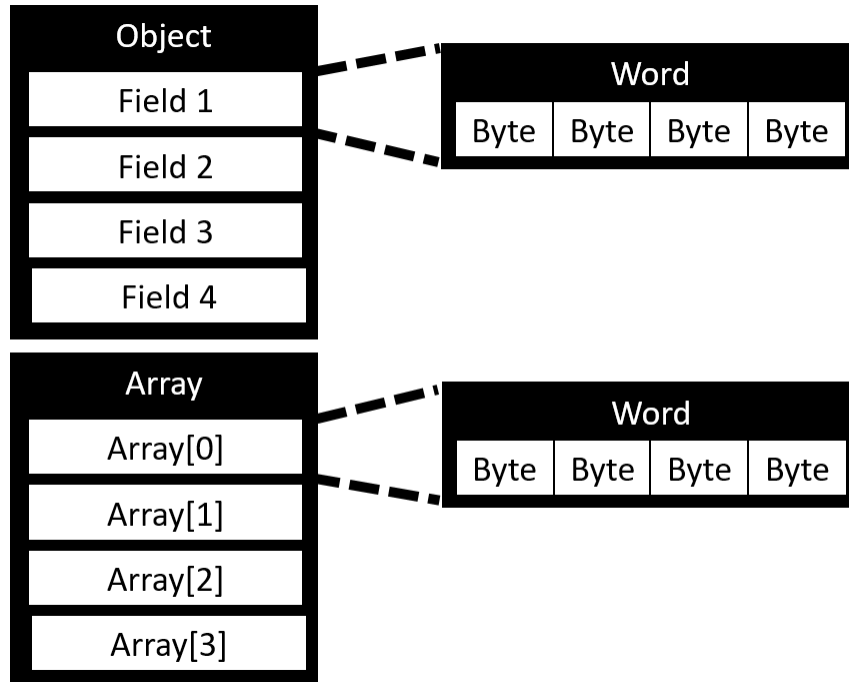 Object
Field 1
Field 2
Field 3
Field 4
Word
Byte Byte Byte Byte
Array
Array[0]
Array[1]
Array[2]
Array[3]
Word
Byte Byte Byte Byte